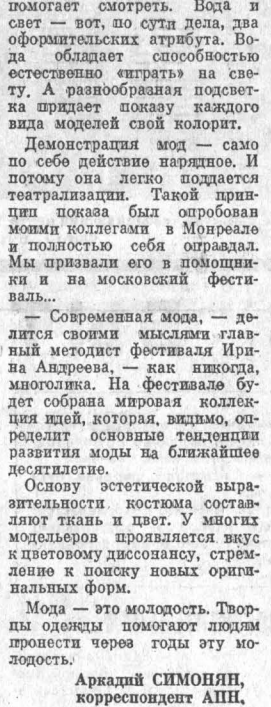 помогает смотреть. Вода и
свет — вот, по сути дела, два
оформительских атрибута. Во-
да обладает способностью
естественно «играть» на све-
ту. А разнообразная подсвет-
ка придает показу каждого
вида моделей свой колорит.
Демонстрация мод — само
по себе действие нарядное. И
потому она легко поддается
театрализации. Такой прин-
цип показа был опробован
моими коллегами в Монреале
и полностью себя оправдал.
Мы призвали его в помощни-
ки и на московский фести-
валь...
— Современная мода, — де-
лится своими мыслями глав-
ный методист фестиваля Ири-
на Андреева, — как никогда,
многолика. На фестивале бу-
дет собрана мировая коллек-
ция идей, которая, видимо, оп-
ределит основные тенденции
развития моды на ближайшее
десятилетие.
Основу эстетической выра-
зительности костюма состав-
ляют ткань и цвет. У многих
модельеров проявляется вкус
к цветовому диссонансу, стрем-
ление к поиску новых ориги-
нальных форм.
Мода — это молодость. Твор-
цы одежды помогают людям
пронести через годы эту мо-
лодость.
Аркадий СИМОНЯН,
корреспондент АПН,